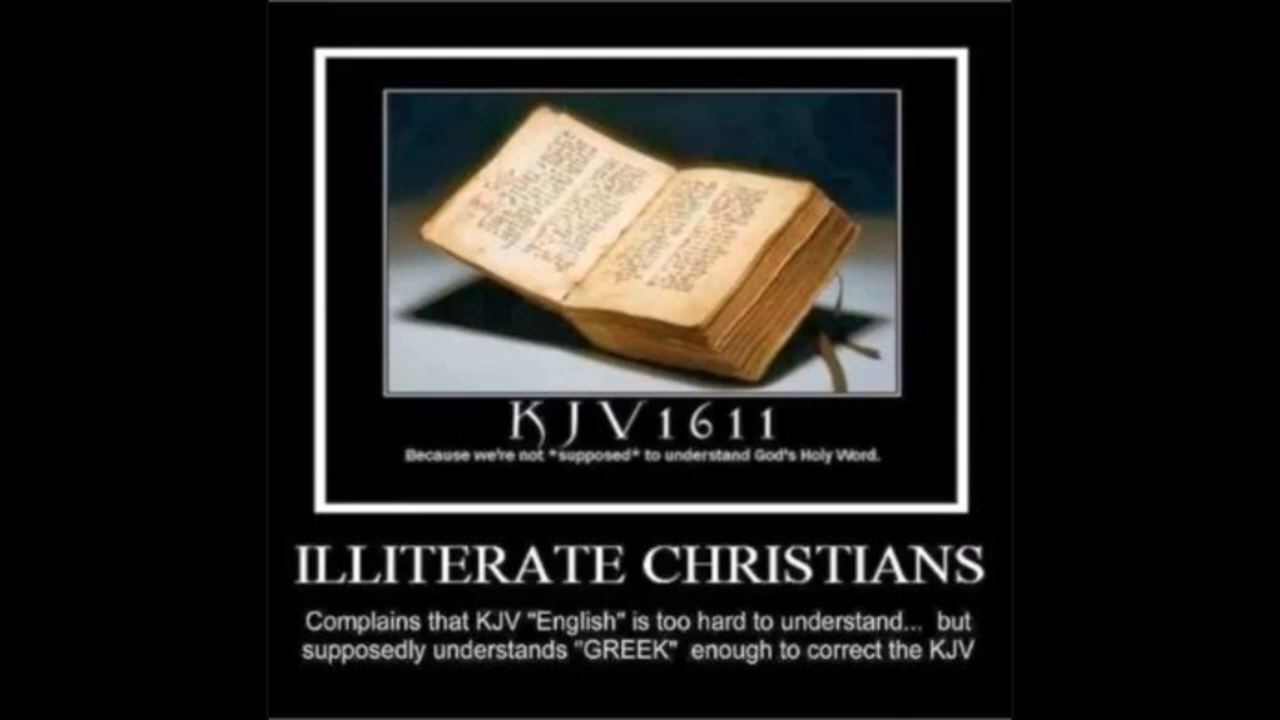 KJV1611
Because we're not *supposed* to understand God's Holy Word.
ILLITERATE CHRISTIANS
Complains that KJV "English" is too hard to understand... but
supposedly understands "GREEK" enough to correct the KJV